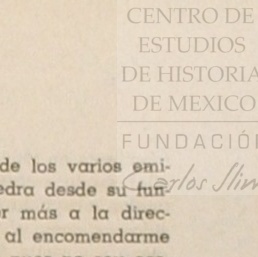 CENTRO DE
ESTUDIOS
DE HISTORIA
DE MEXICO
FUNDACIÓN
Carlos Slim
de los varios emi-
edra desde su fun-
r más a la direc-
al encomendarme